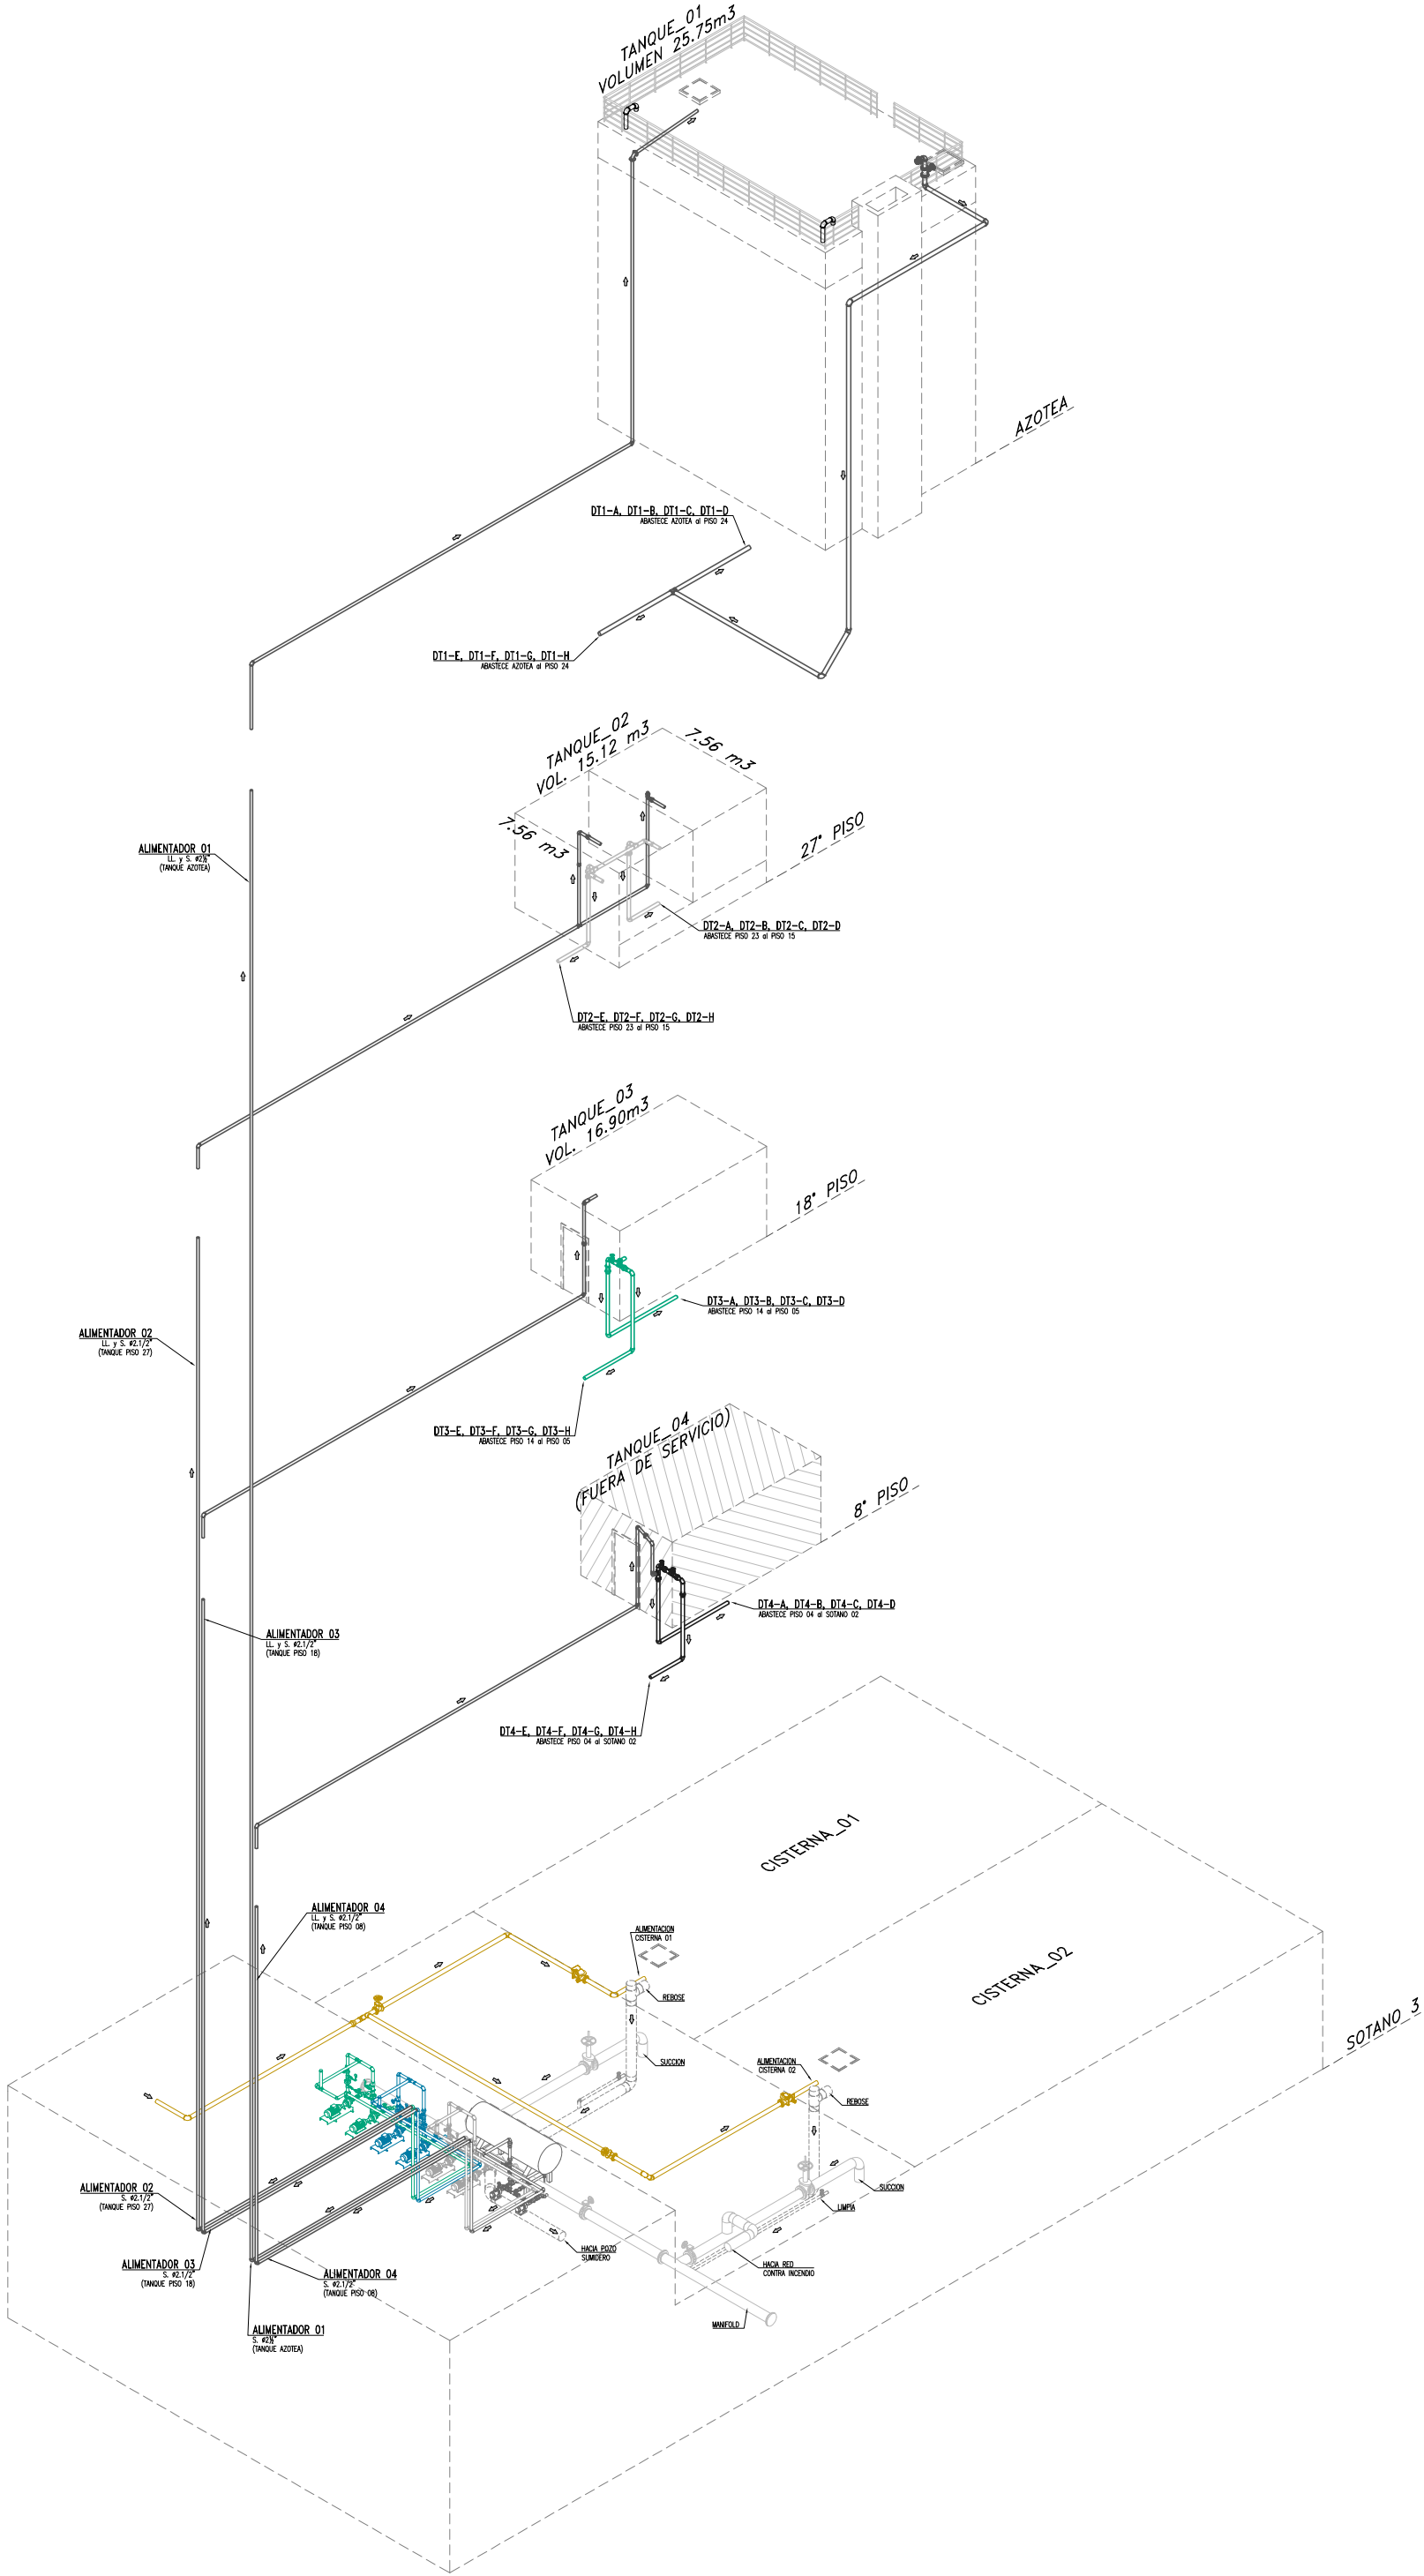 TANQUE_01
VOLUMEN 25.75m3
AZOTEA
DT1-A, DT1-B, DT1-C, DT1-D
ABASTECE AZOTEA al PISO 24
DT1-E, DT1-F, DT1-G, DT1-H
ABASTECE AZOTEA al PISO 24
TANQUE_02
VOL. 15.12 m3
7.56 m3
7.56 m3
27° PISO
ALIMENTADOR 01
LL. y S. ø2½"
(TANQUE AZOTEA)
DT2-A, DT2-B, DT2-C, DT2-D
ABASTECE PISO 23 al PISO 15
DT2-E, DT2-F, DT2-G, DT2-H
ABASTECE PISO 23 al PISO 15
TANQUE_03
VOL. 16.90m3
18° PISO
DT3-A, DT3-B, DT3-C, DT3-D
ABASTECE PISO 14 al PISO 05
ALIMENTADOR 02
LL. y S. ø2.1/2"
(TANQUE PISO 27)
DT3-E, DT3-F, DT3-G, DT3-H
ABASTECE PISO 14 al PISO 05
TANQUE_04
(FUERA DE SERVICIO)
8° PISO
DT4-A, DT4-B, DT4-C, DT4-D
ABASTECE PISO 04 al SOTANO 02
ALIMENTADOR 03
LL. y S. ø2.1/2"
(TANQUE PISO 18)
DT4-E, DT4-F, DT4-G, DT4-H
ABASTECE PISO 04 al SOTANO 02
CISTERNA_01
ALIMENTADOR 04
LL. y S. ø2.1/2"
(TANQUE PISO 08)
ALIMENTACION
CISTERNA 01
REBOSE
CISTERNA_02
SOTANO 3
SUCCION
ALIMENTACION
CISTERNA 02
REBOSE
SUCCION
LIMPIA
ALIMENTADOR 02
S. ø2.1/2"
(TANQUE PISO 27)
HACIA POZO
SUMIDERO
HACIA RED
CONTRA INCENDIO
ALIMENTADOR 03
S. ø2.1/2"
(TANQUE PISO 18)
ALIMENTADOR 04
S. ø2.1/2"
(TANQUE PISO 08)
MANIFOLD
ALIMENTADOR 01
S. ø2½"
(TANQUE AZOTEA)